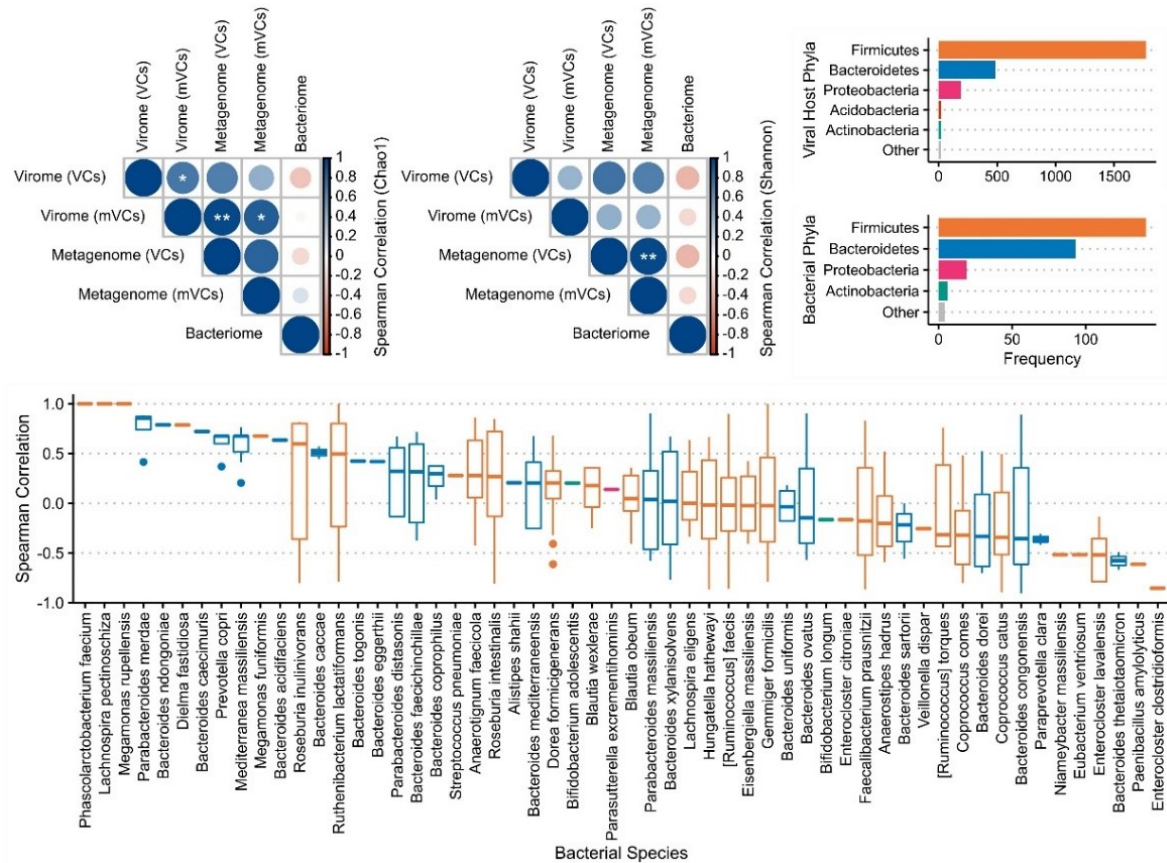 Virome (VCs)
Virome (mVCs)
Metagenome (VCs)
Metagenome (mVCs)
Bacteriome
Virome (VCs)
*
Virome (mVCs)
**
*
Metagenome (VCs)
Metagenome (mVCs)
Bacteriome
1
0.8
0.6
0.4
0.2
0
-0.2
-0.4
-0.6
-0.8
-1
Spearman Correlation (Chao1)
Virome (VCs)
Virome (mVCs)
Metagenome (VCs)
Metagenome (mVCs)
Bacteriome
Virome (VCs)
Virome (mVCs)
Metagenome (VCs)
**
Metagenome (mVCs)
Bacteriome
1
0.8
0.6
0.4
0.2
0
-0.2
-0.4
-0.6
-0.8
-1
Spearman Correlation (Shannon)
Viral Host Phyla
Firmicutes
Bacteroidetes
Proteobacteria
Acidobacteria
Actinobacteria
Other
0 500 1000 1500
Bacterial Phyla
Firmicutes
Bacteroidetes
Proteobacteria
Actinobacteria
Other
0 50 100
Frequency
Spearman Correlation
1.0
0.5
0.0
-0.5
-1.0
Phascolarctobacterium faecium
Lachnospira pectinoschiza
Megamonas rupellensis
Parabacteroides merdae
Bacteroides ndongoniae
Dielma fastidiosa
Bacteroides caecimuris
Prevotella copri
Mediterranea massiliensis
Megamonas funiformis
Bacteroides acidifaciens
Roseburia inulinivorans
Bacteroides caccae
Ruthenibacterium lactatiformans
Bacteroides togonis
Bacteroides eggerthii
Parabacteroides distasonis
Bacteroides faecichinchillae
Bacteroides coprophilus
Streptococcus pneumoniae
Anaerotignum faecicola
Roseburia intestinalis
Alistipes shahii
Bacteroides mediterraneensis
Dorea formicigenerans
Bifidobacterium adolescentis
Blautia wexlerae
Parasutterella excrementihominis
Blautia obeum
Parabacteroides massiliensis
Bacteroides xylanisolvens
Lachnospira eligens
Hungatella hathewayi
[Ruminococcus] faecis
Eisenbergiella massiliensis
Gemmiger formicilis
Bacteroides uniformis
Bacteroides ovatus
Bifidobacterium longum
Enterocloster citroniae
Faecalibacterium prausnitzii
Anaerostipes hadrus
Bacteroides sartorii
Veillonella dispar
[Ruminococcus] torques
Coprococcus comes
Bacteroides dorei
Coprococcus catus
Bacteroides congonensis
Paraprevotella clara
Niameybacter massiliensis
Eubacterium ventriosum
Enterocloster lavalensis
Bacteroides thetaiotaomicron
Paenibacillus amylolyticus
Enterocloster clostridioformis
Bacterial Species